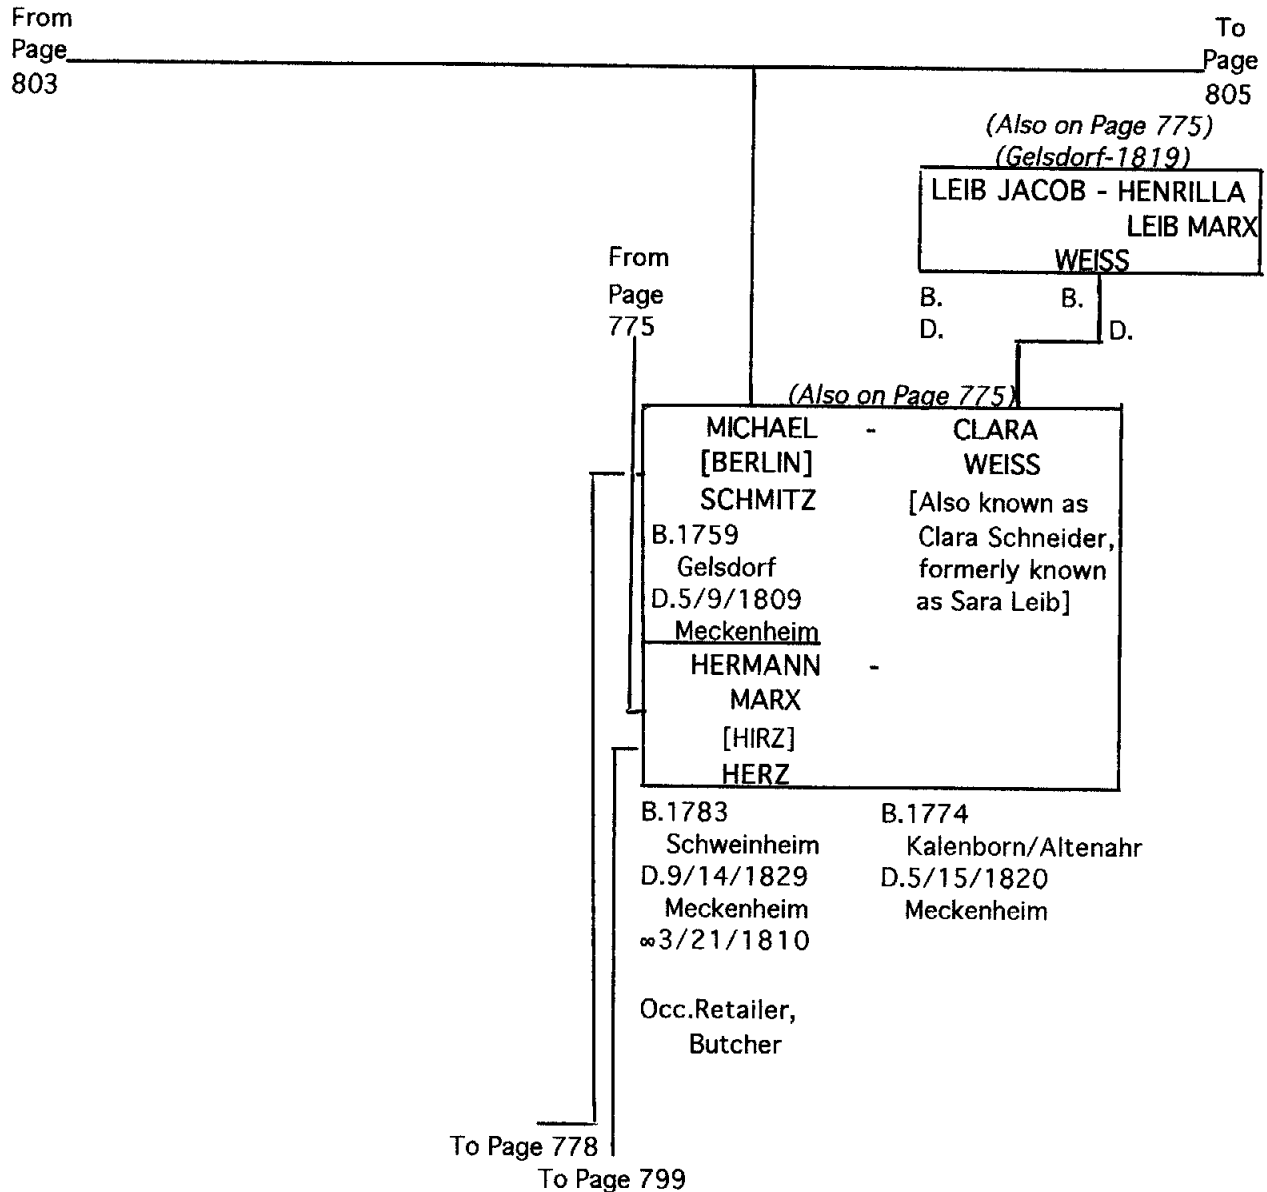 From
Page
803
To
Page
805
(Also on Page 775)
(Gelsdorf-1819)
LEIB JACOB - HENRILLA
LEIB MARX
WEISS
B. B.
D. D.
From
Page
775
(Also on Page 775)
MICHAEL - CLARA
[BERLIN] WEISS
SCHMITZ [Also known as
B.1759 Clara Schneider,
Gelsdorf formerly known
D.5/9/1809 as Sara Leib]
Meckenheim
HERMANN -
MARX
[HIRZ]
HERZ
B.1783 B.1774
Schweinheim Kalenborn/Altenahr
D.9/14/1829 D.5/15/1820
Meckenheim Meckenheim
∞3/21/1810
Occ.Retailer,
Butcher
To Page 778
To Page 799